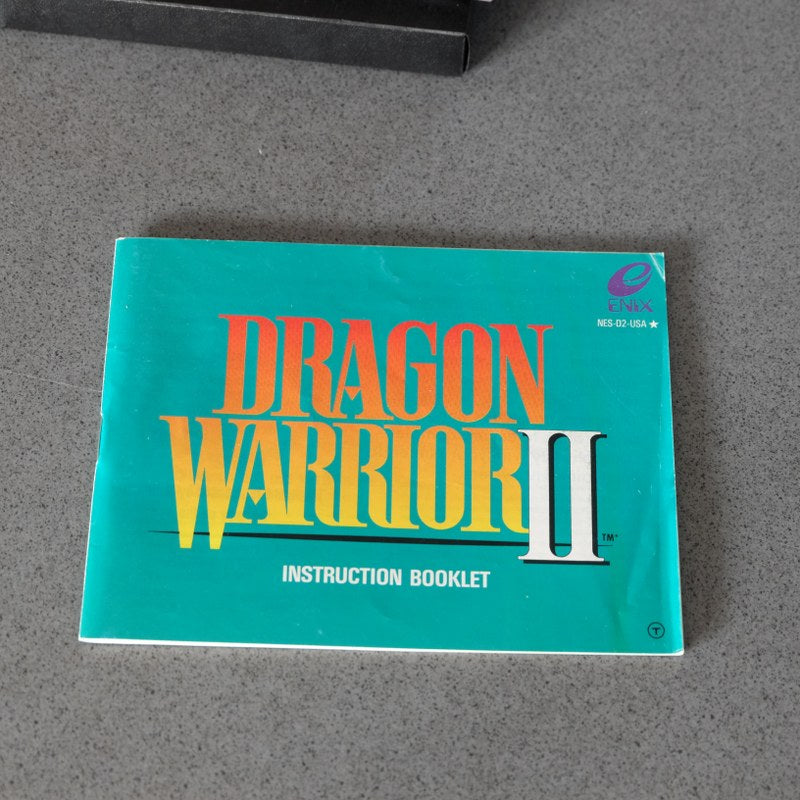 ENIX
NES-D2-USA ★
DRAGON
WARRIOR II
TM*
INSTRUCTION BOOKLET
T